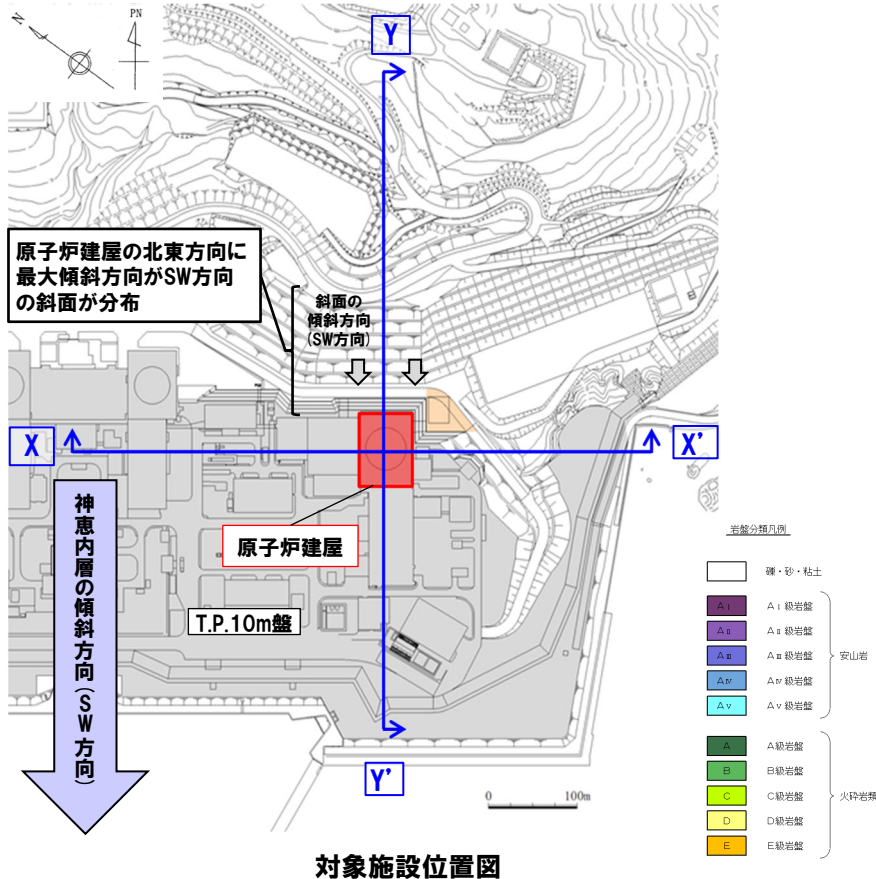 N
PN
Y
原子炉建屋の北東方向に
最大傾斜方向がSW方向
の斜面が分布
斜面の
傾斜方向
(SW方向)
X
X'
神恵内層の傾斜方向(SW方向)
原子炉建屋
T.P.10m盤
Y'
0 100m
対象施設位置図
岩盤分類凡例
礫・砂・粘土
AⅠ AⅠ級岩盤
AⅡ AⅡ級岩盤
AⅢ AⅢ級岩盤
AⅣ AⅣ級岩盤
AⅤ AⅤ級岩盤
安山岩
A A級岩盤
B B級岩盤
C C級岩盤
D D級岩盤
E E級岩盤
火砕岩類